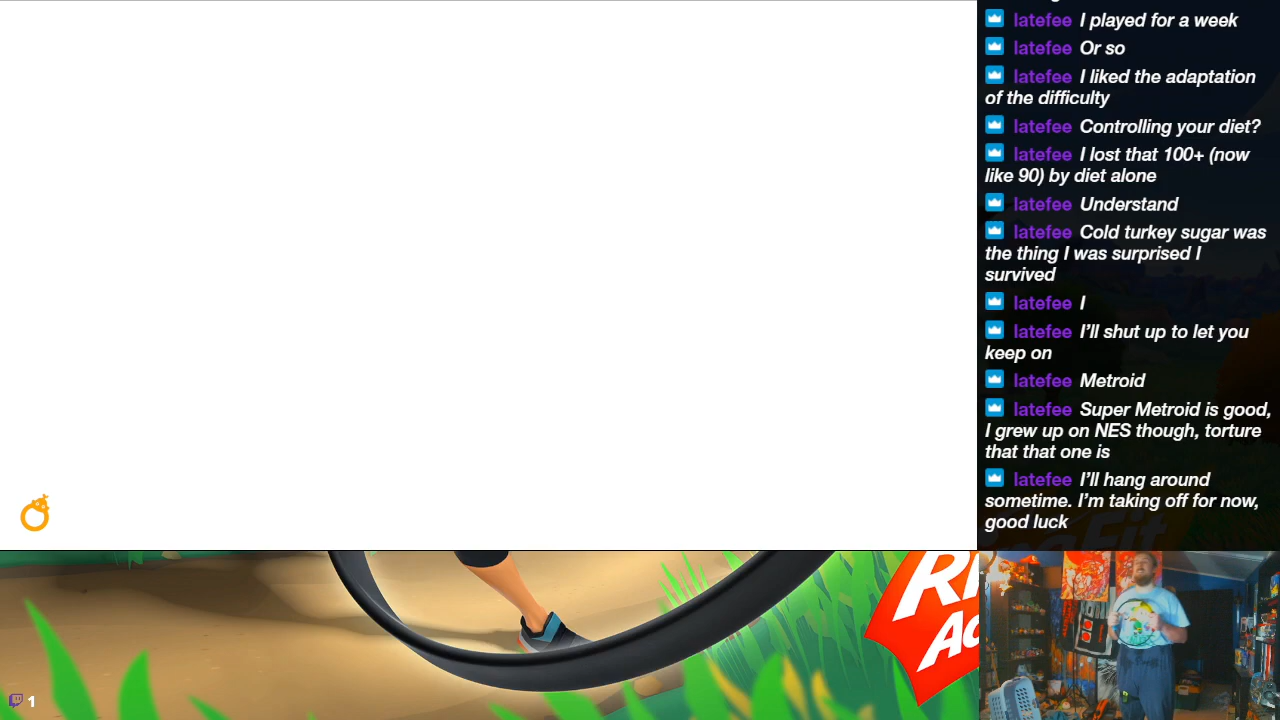 latefee I played for a week
latefee Or so
latefee I liked the adaptation
of the difficulty
latefee Controlling your diet?
latefee I lost that 100+ (now
like 90) by diet alone
latefee Understand
latefee Cold turkey sugar was
the thing I was surprised I
survived
latefee I
latefee I’ll shut up to let you
keep on
latefee Metroid
latefee Super Metroid is good,
I grew up on NES though, torture
that that one is
latefee I’ll hang around
sometime. I’m taking off for now,
good luck
1